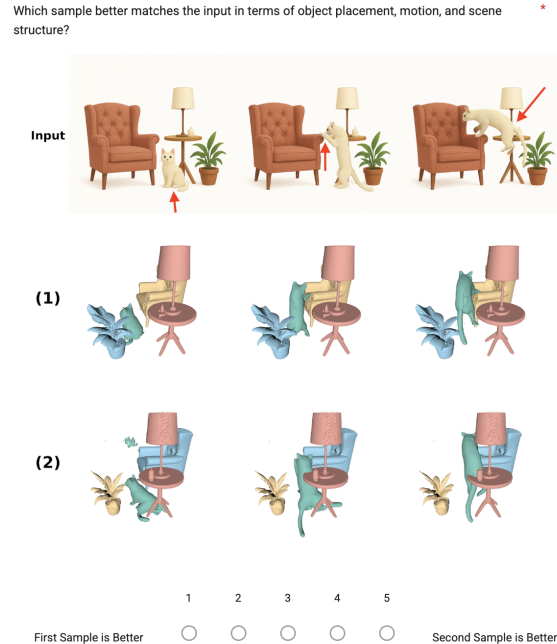 Which sample better matches the input in terms of object placement, motion, and scene *
structure?
Input
(1)
(2)
1 2 3 4 5
First Sample is Better Second Sample is Better